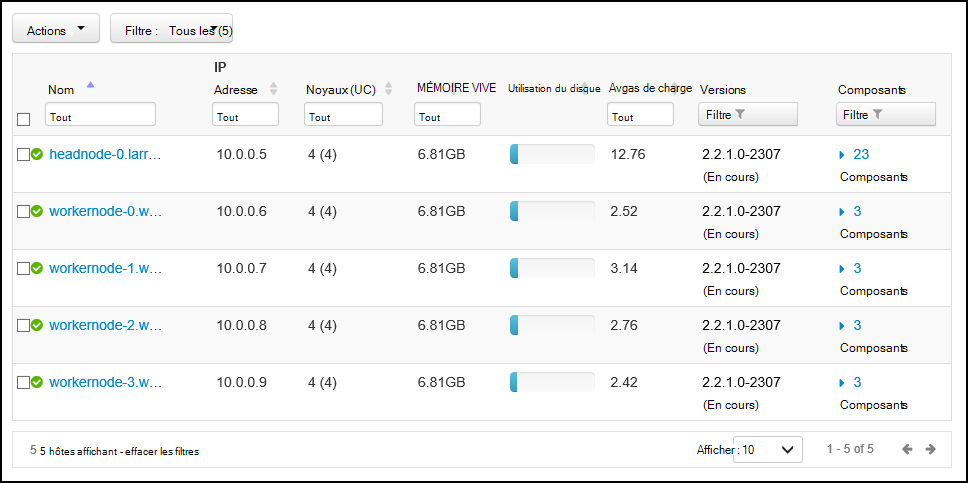 Actions
Filtre : Tous les (5)
IP
Nom Adresse Noyaux (UC) MÉMOIRE VIVE Utilisation du disque Avgas de charge Versions Composants
Tout Tout Tout Tout Tout Filtre Filtre
headnode-0.larr… 10.0.0.5 4 (4) 6.81GB 12.76 2.2.1.0-2307 23
(En cours) Composants
workernode-0.w… 10.0.0.6 4 (4) 6.81GB 2.52 2.2.1.0-2307 3
(En cours) Composants
workernode-1.w… 10.0.0.7 4 (4) 6.81GB 3.14 2.2.1.0-2307 3
(En cours) Composants
workernode-2.w… 10.0.0.8 4 (4) 6.81GB 2.76 2.2.1.0-2307 3
(En cours) Composants
workernode-3.w… 10.0.0.9 4 (4) 6.81GB 2.42 2.2.1.0-2307 3
(En cours) Composants
5 5 hôtes affichant - effacer les filtres Afficher : 10 1 - 5 of 5